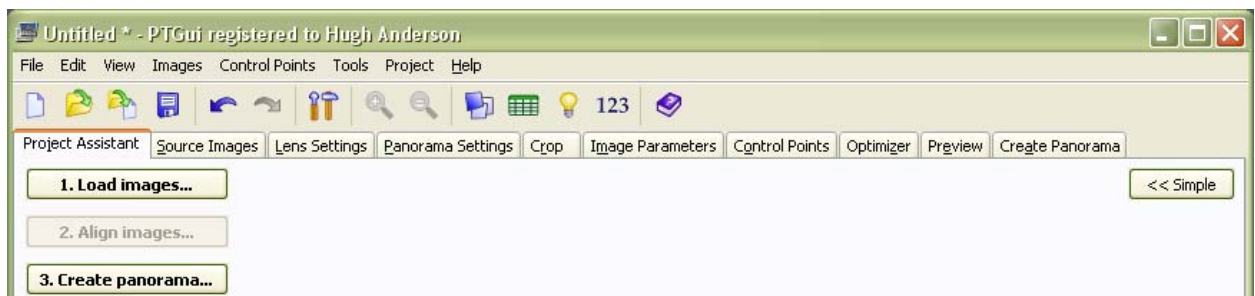 Untitled * - PTGui registered to Hugh Anderson
File Edit View Images Control Points Tools Project Help
123
Project Assistant Source Images Lens Settings Panorama Settings Crop Image Parameters Control Points Optimizer Preview Create Panorama
1. Load images... << Simple
2. Align images...
3. Create panorama...